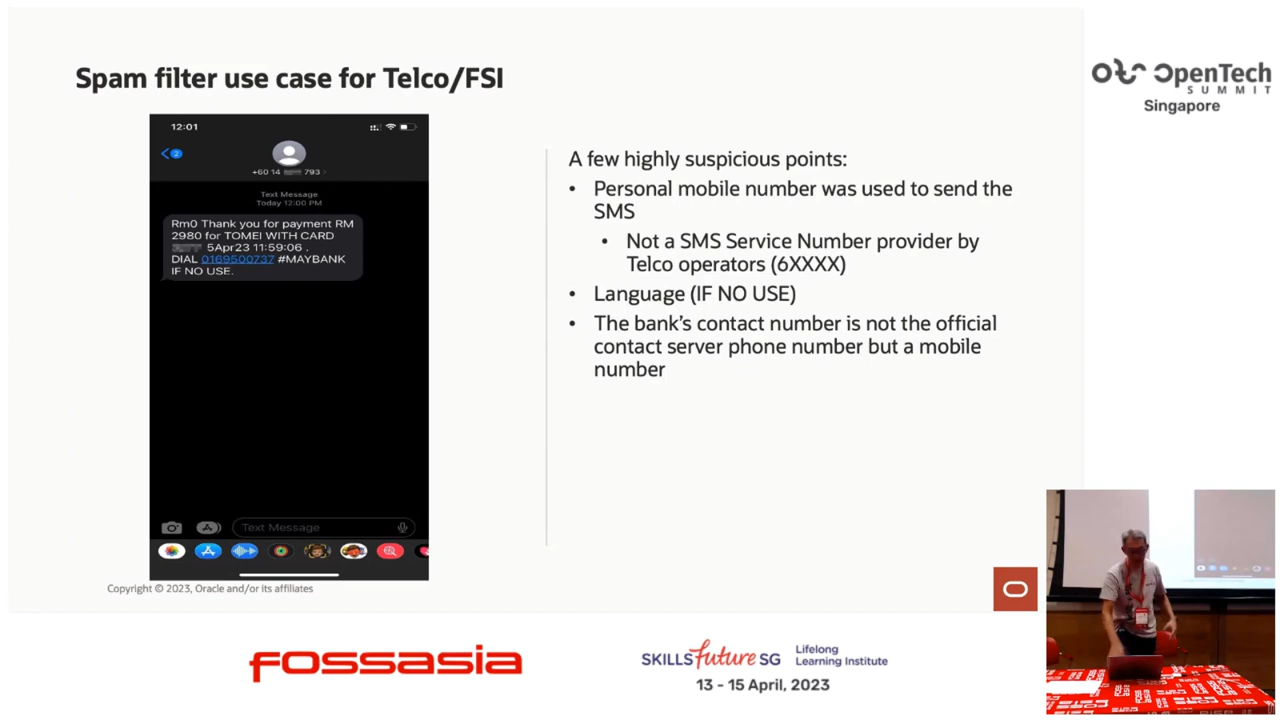 Spam filter use case for Telco/FSI
OpenTech
SUMMIT
Singapore
12:01
2
+60 14 793
Text Message
Today 12:00 PM
Rm0 Thank you for payment RM
2980 for TOMEI WITH CARD
5Apr23 11:59:06 .
DIAL 0169500737 #MAYBANK
IF NO USE.
Text Message
A few highly suspicious points:
• Personal mobile number was used to send the
SMS
• Not a SMS Service Number provider by
Telco operators (6XXXX)
• Language (IF NO USE)
• The bank's contact number is not the official
contact server phone number but a mobile
number
Copyright © 2023, Oracle and/or its affiliates
FOSSASIA
SKILLS future SG
Lifelong
Learning Institute
13 - 15 April, 2023